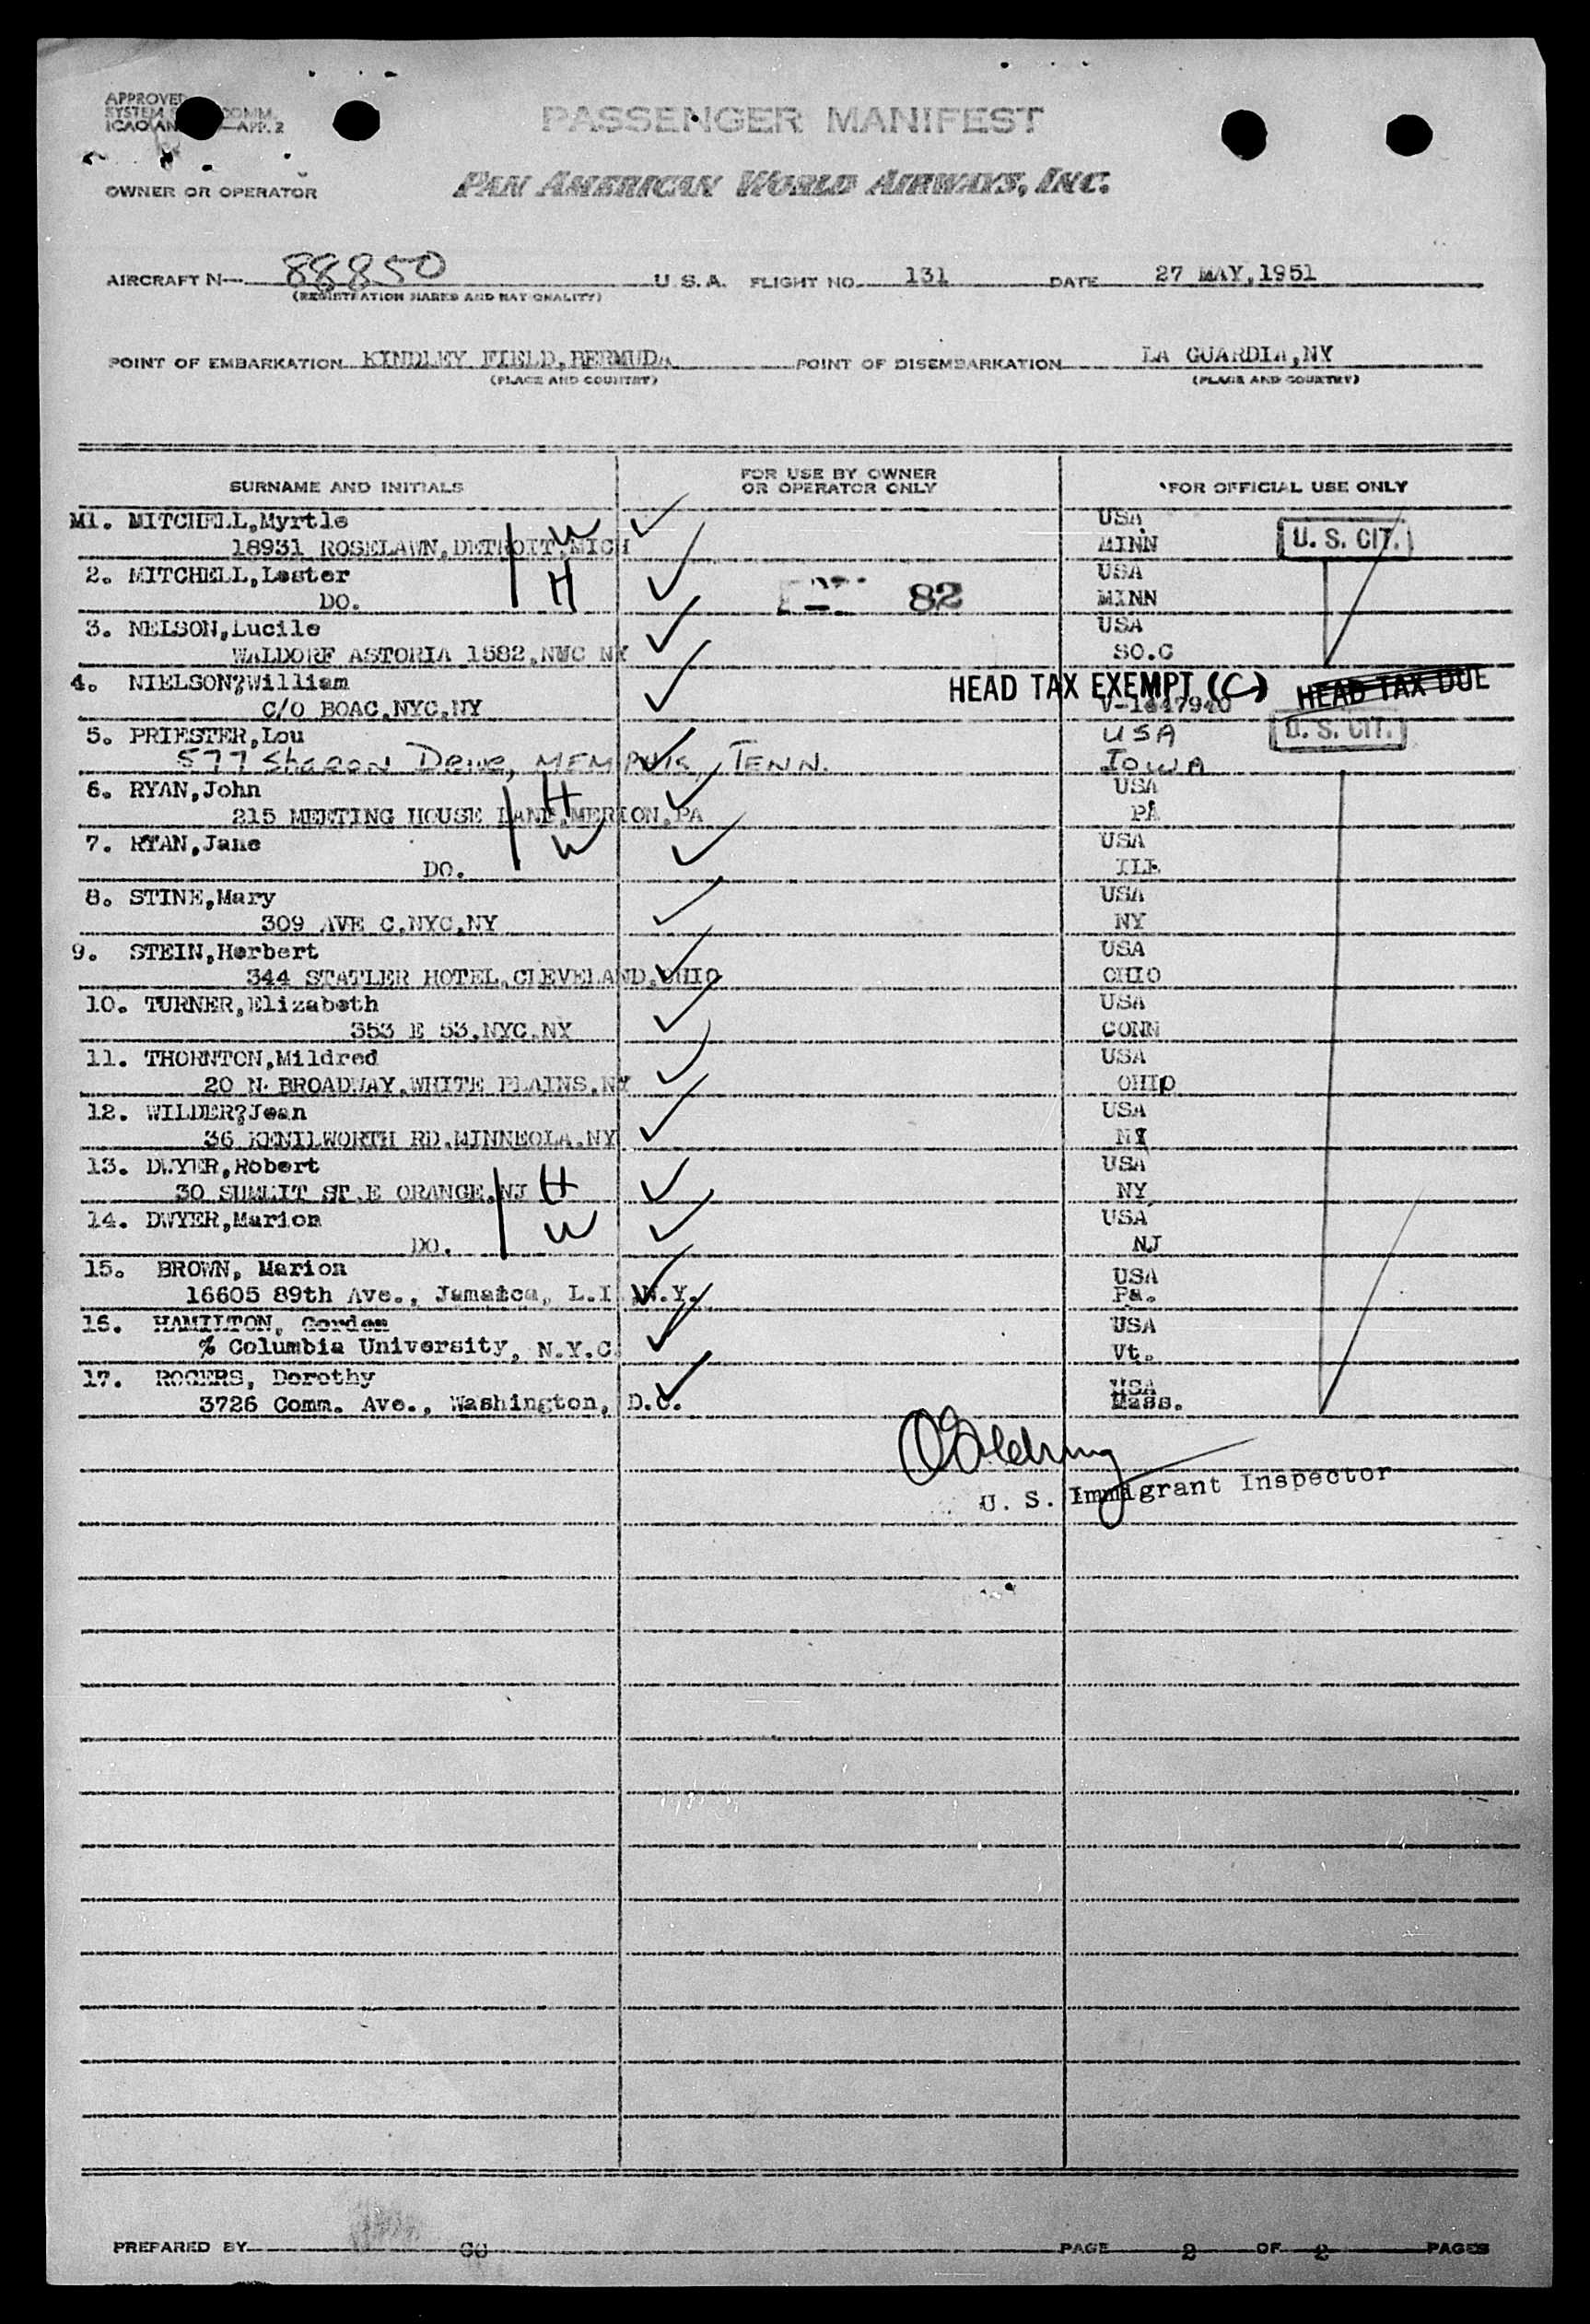 APPROVED
SYSTEM COMM.
ICAO AN —APP. 2
PASSENGER MANIFEST
OWNER OR OPERATOR
PAN AMERICAN WORLD AIRWAYS, INC.
AIRCRAFT N— 88850 U. S. A. FLIGHT NO. 131 DATE 27 MAY,1951
(REGISTRATION MARKS AND NATIONALITY)
POINT OF EMBARKATION KINDLEY FIELD,BERMUDA POINT OF DISEMBARKATION LA GUARDIA,NY
(PLACE AND COUNTRY) (PLACE AND COUNTRY)
SURNAME AND INITIALS FOR USE BY OWNER OR OPERATOR ONLY FOR OFFICIAL USE ONLY
M1. MITCHELL,Myrtle W USA
18931 ROSELAWN,DETROIT,MICH MINN U. S. CIT.
2. MITCHELL,Lester H USA
DO. 82 MINN
3. NELSON,Lucile USA
WALDORF ASTORIA 1582,NWC NY SO.C
4. NIELSON?William HEAD TAX EXEMPT (C) HEAD TAX DUE
C/O BOAC,NYC,NY
5. PRIESTER,Lou USA U. S. CIT.
577 Sharon Drive, MEMPHIS, TENN. IOWA
6. RYAN,John H USA
215 MEETING HOUSE LANE,MERION,PA PA
7. RYAN,Jane W USA
DO. ILL
8. STINE,Mary USA
309 AVE C,NYC,NY NY
9. STEIN,Herbert USA
344 STATLER HOTEL,CLEVELAND,OHIO OHIO
10. TURNER,Elizabeth USA
353 E 53,NYC,NY CONN
11. THORNTON,Mildred USA
20 N. BROADWAY,WHITE PLAINS,NY OHIO
12. WILDER?Jean USA
36 KENILWORTH RD,MINNEOLA,NY NY
13. DWYER,Robert USA
30 SUMMIT ST,E ORANGE,NJ H NY
14. DWYER,Marion W USA
DO. NJ
15. BROWN, Marion USA
16605 89th Ave., Jamaica, L.I.,N.Y. Pa.
16. HAMILTON, Gordon USA
% Columbia University, N.Y.C. Vt.
17. ROGERS, Dorothy USA
3726 Comm. Ave., Washington, D.C. Mass.
U. S. Immigrant Inspector
PREPARED BY PAGE 2 OF 2 PAGES